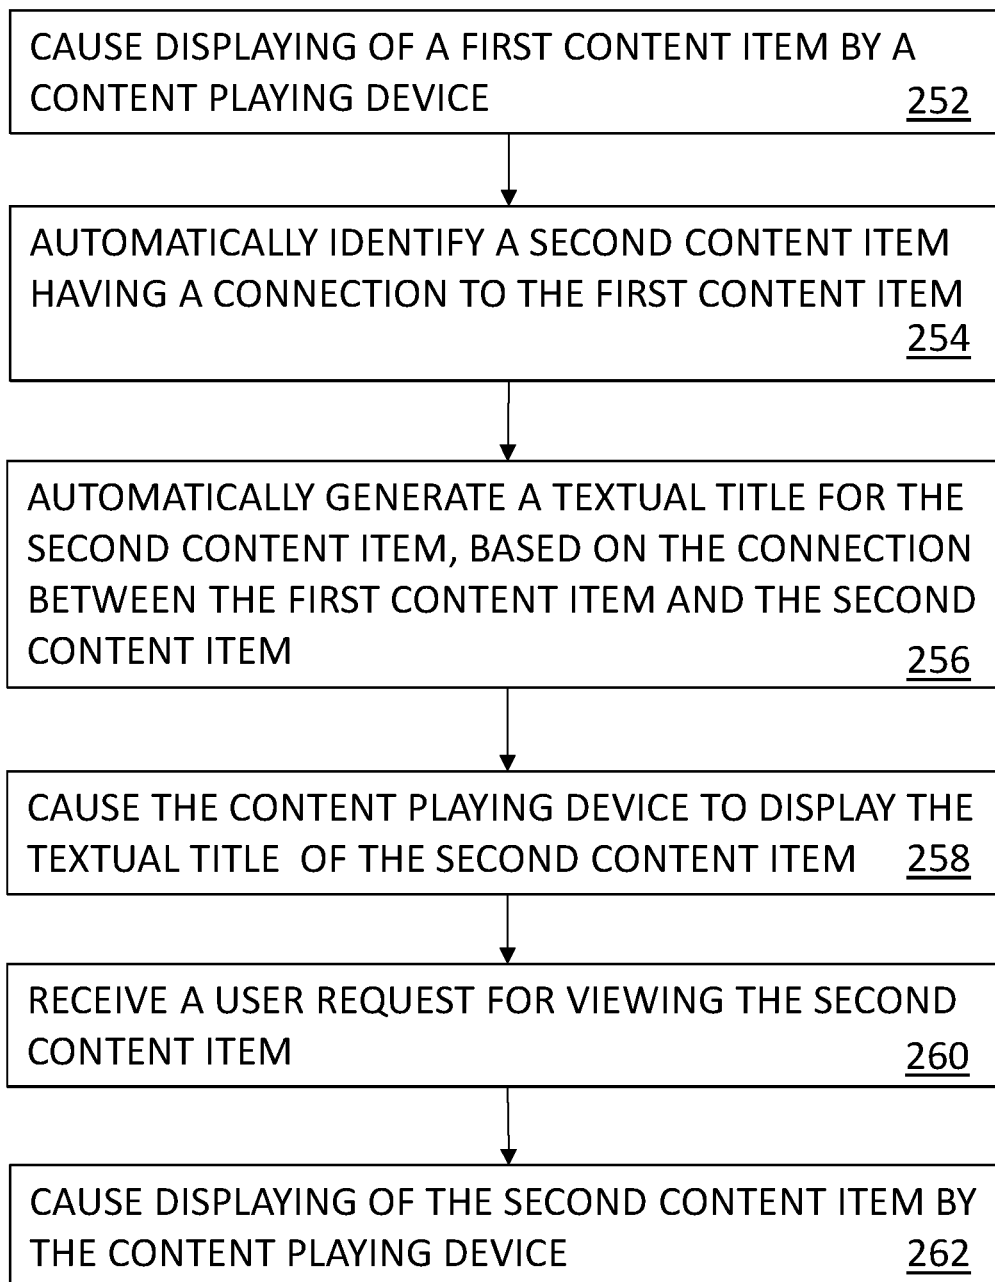 CAUSE DISPLAYING OF A FIRST CONTENT ITEM BY A
CONTENT PLAYING DEVICE 252
AUTOMATICALLY IDENTIFY A SECOND CONTENT ITEM
HAVING A CONNECTION TO THE FIRST CONTENT ITEM
254
AUTOMATICALLY GENERATE A TEXTUAL TITLE FOR THE
SECOND CONTENT ITEM, BASED ON THE CONNECTION
BETWEEN THE FIRST CONTENT ITEM AND THE SECOND
CONTENT ITEM 256
CAUSE THE CONTENT PLAYING DEVICE TO DISPLAY THE
TEXTUAL TITLE OF THE SECOND CONTENT ITEM 258
RECEIVE A USER REQUEST FOR VIEWING THE SECOND
CONTENT ITEM 260
CAUSE DISPLAYING OF THE SECOND CONTENT ITEM BY
THE CONTENT PLAYING DEVICE 262